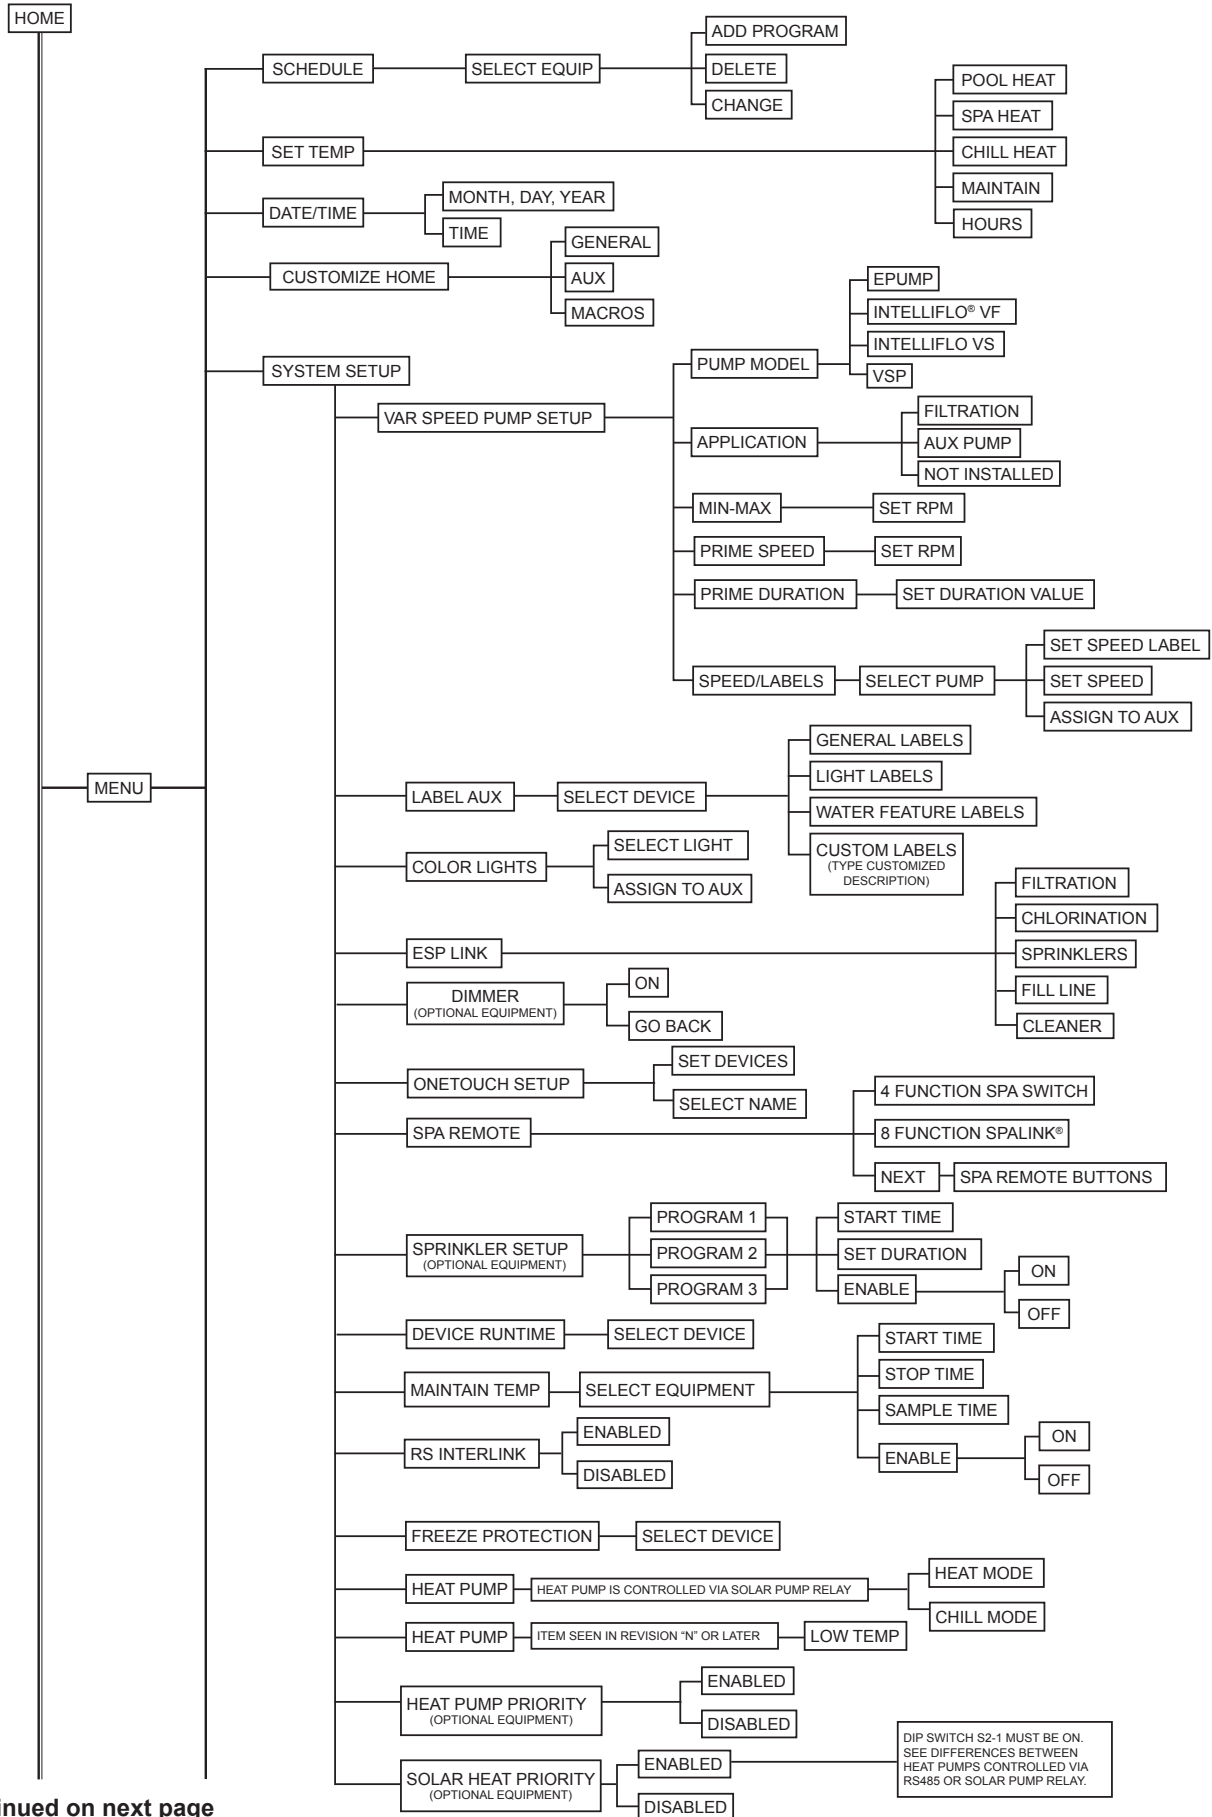 HOME
ADD PROGRAM
SCHEDULE
SELECT EQUIP
DELETE
CHANGE
POOL HEAT
SPA HEAT
SET TEMP
CHILL HEAT
MAINTAIN
HOURS
DATE/TIME
MONTH, DAY, YEAR
TIME
GENERAL
CUSTOMIZE HOME
AUX
MACROS
SYSTEM SETUP
EPUMP
INTELLIFLO® VF
INTELLIFLO VS
PUMP MODEL
VSP
VAR SPEED PUMP SETUP
FILTRATION
APPLICATION
AUX PUMP
NOT INSTALLED
MIN-MAX
SET RPM
PRIME SPEED
SET RPM
PRIME DURATION
SET DURATION VALUE
SET SPEED LABEL
SPEED/LABELS
SELECT PUMP
SET SPEED
ASSIGN TO AUX
MENU
GENERAL LABELS
LIGHT LABELS
LABEL AUX
SELECT DEVICE
WATER FEATURE LABELS
CUSTOM LABELS
(TYPE CUSTOMIZED
DESCRIPTION)
COLOR LIGHTS
SELECT LIGHT
ASSIGN TO AUX
FILTRATION
CHLORINATION
ESP LINK
SPRINKLERS
FILL LINE
CLEANER
DIMMER
(OPTIONAL EQUIPMENT)
ON
GO BACK
ONETOUCH SETUP
SET DEVICES
SELECT NAME
SPA REMOTE
4 FUNCTION SPA SWITCH
8 FUNCTION SPALINK®
NEXT
SPA REMOTE BUTTONS
SPRINKLER SETUP
(OPTIONAL EQUIPMENT)
PROGRAM 1
PROGRAM 2
PROGRAM 3
START TIME
SET DURATION
ENABLE
ON
OFF
DEVICE RUNTIME
SELECT DEVICE
MAINTAIN TEMP
SELECT EQUIPMENT
START TIME
STOP TIME
SAMPLE TIME
ENABLE
ON
OFF
RS INTERLINK
ENABLED
DISABLED
FREEZE PROTECTION
SELECT DEVICE
HEAT PUMP
HEAT PUMP IS CONTROLLED VIA SOLAR PUMP RELAY
HEAT MODE
CHILL MODE
HEAT PUMP
ITEM SEEN IN REVISION “N” OR LATER
LOW TEMP
HEAT PUMP PRIORITY
(OPTIONAL EQUIPMENT)
ENABLED
DISABLED
SOLAR HEAT PRIORITY
(OPTIONAL EQUIPMENT)
ENABLED
DISABLED
DIP SWITCH S2-1 MUST BE ON.
SEE DIFFERENCES BETWEEN
HEAT PUMPS CONTROLLED VIA
RS485 OR SOLAR PUMP RELAY.
inued on next page